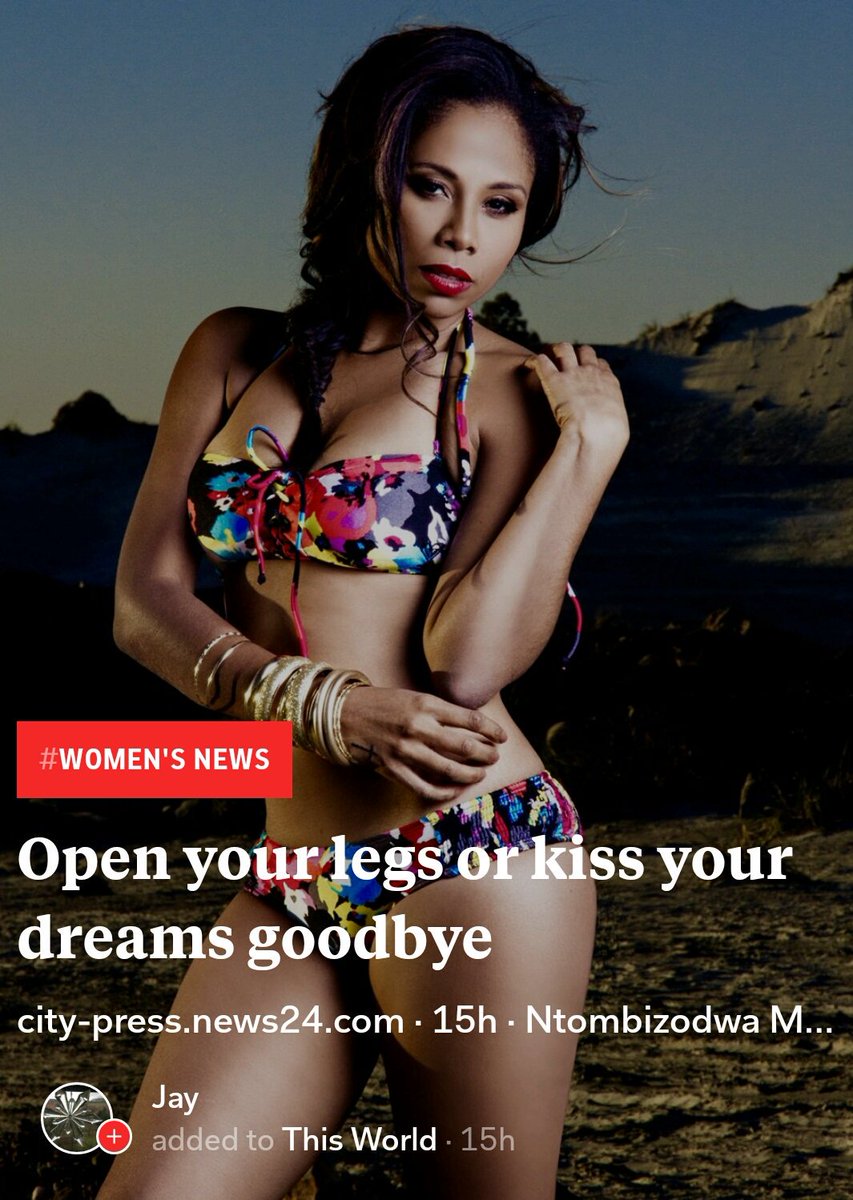 #WOMEN'S NEWS
Open your legs or kiss your
dreams goodbye
city-press.news24.com · 15h · Ntombizodwa M...
Jay
added to This World · 15h